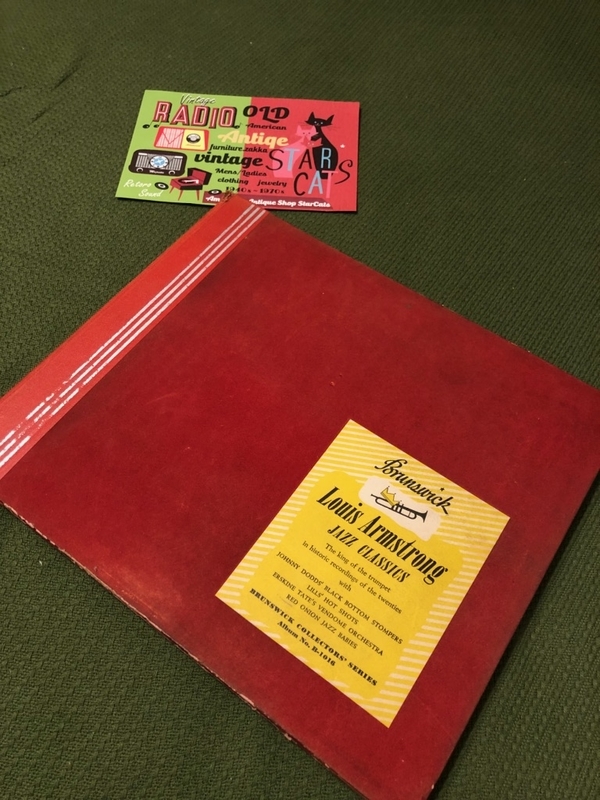 Vintage
RADIO OLD
American
Antiqe
furniture.zakka
vintage
STAR CATS
Mens/Ladies
clothing jewelry
1940s~1970s
Retoro
Sound
Antique Shop StarCats
Brunswick
Louis Armstrong
JAZZ CLASSICS
The king of the trumpet
in historic recordings of the twenties
with
JOHNNY DODDS' BLACK BOTTOM STOMPERS
LILLS' HOT SHOTS
ERSKINE TATE'S VENDOME ORCHESTRA
RED ONION JAZZ BABIES
BRUNSWICK COLLECTORS' SERIES
Album No. B-1016